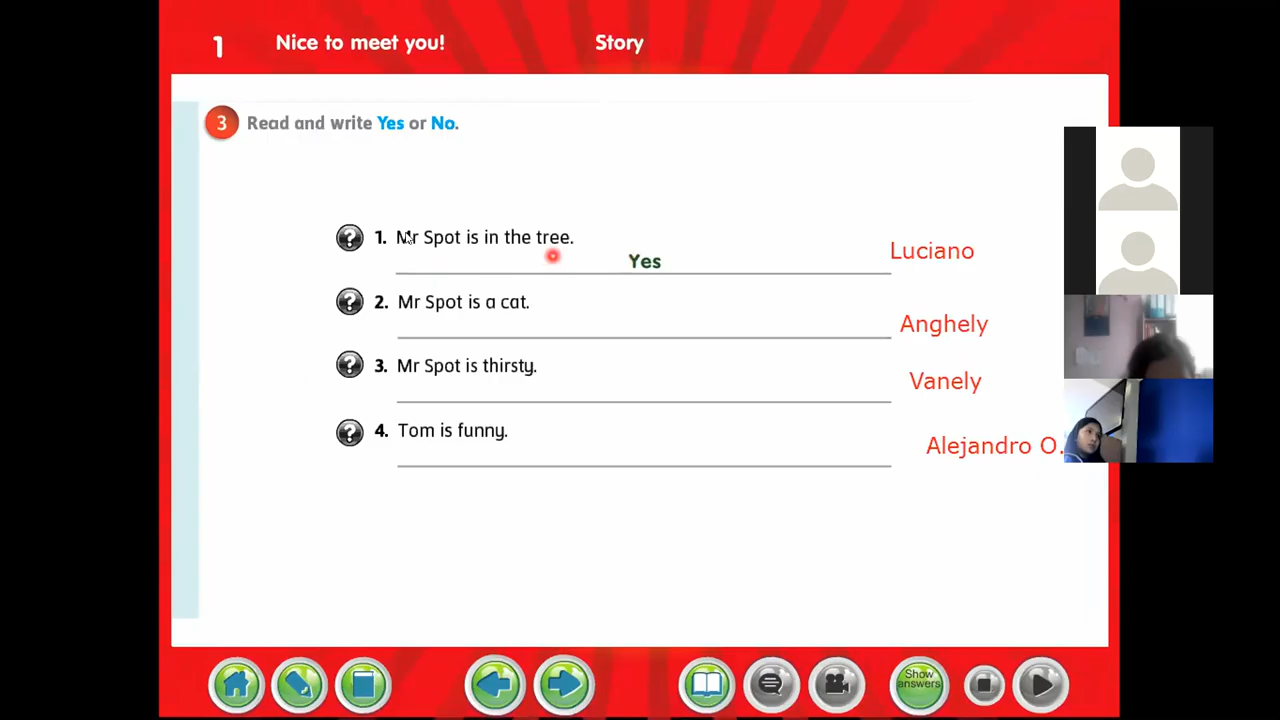 1 Nice to meet you! Story
3 Read and write Yes or No.
1. Mr Spot is in the tree.
Yes
Luciano
2. Mr Spot is a cat.
Anghely
3. Mr Spot is thirsty.
Vanely
4. Tom is funny.
Alejandro O.
Show
answers